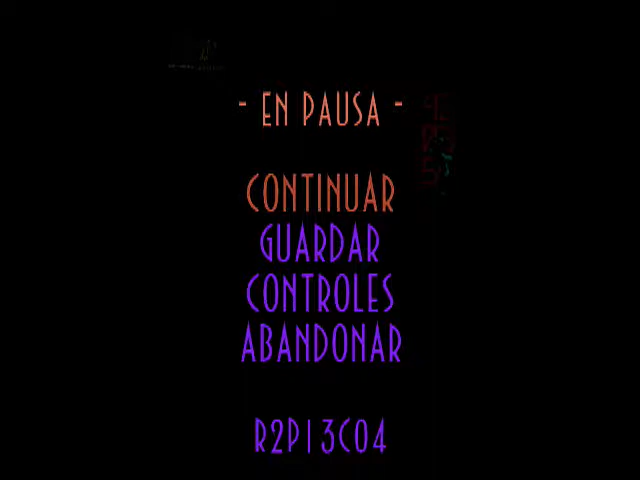 - EN PAUSA -
CONTINUAR
GUARDAR
CONTROLES
ABANDONAR
R2P13C04